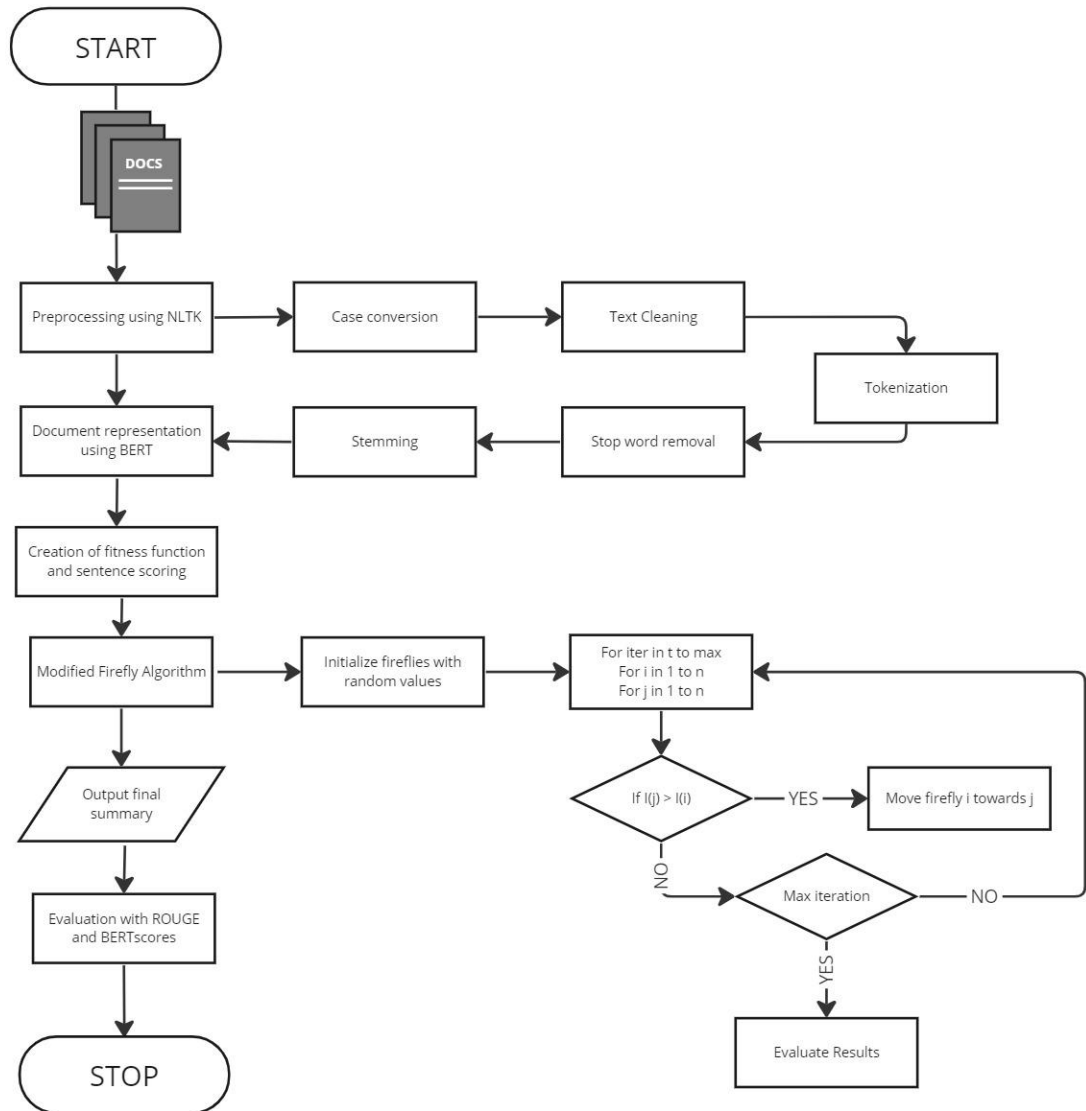 START
DOCS
Preprocessing using NLTK
Case conversion
Text Cleaning
Tokenization
Document representation
using BERT
Stemming
Stop word removal
Creation of fitness function
and sentence scoring
Modified Firefly Algorithm
Initialize fireflies with
random values
For iter in t to max
For i in 1 to n
For j in 1 to n
Output final
summary
If I(j) > I(i)
YES
Move firefly i towards j
NO
Max iteration
NO
Evaluation with ROUGE
and BERTscores
YES
Evaluate Results
STOP